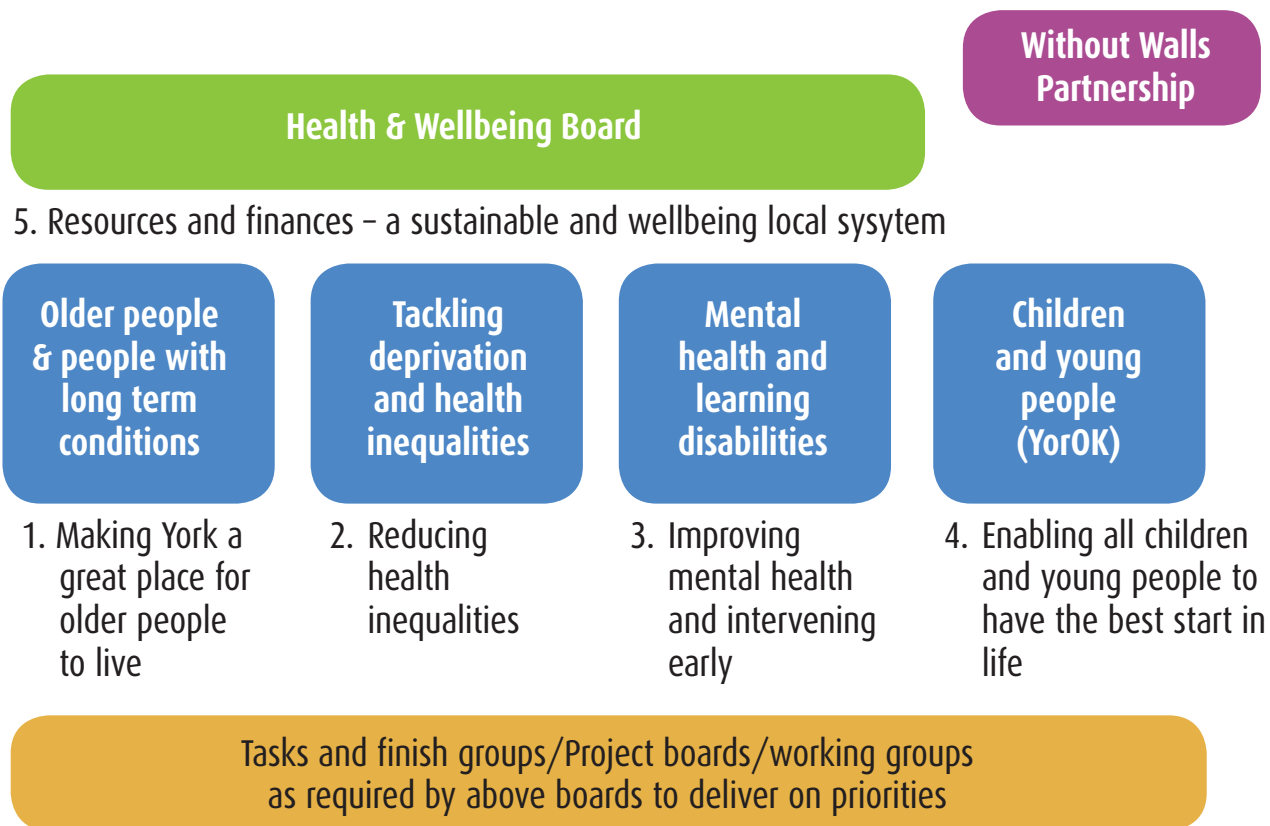 Without Walls
Partnership
Health & Wellbeing Board
5. Resources and finances – a sustainable and wellbeing local sysytem
Older people
& people with
long term
conditions
Tackling
deprivation
and health
inequalities
Mental
health and
learning
disabilities
Children
and young
people
(YorOK)
1. Making York a
great place for
older people
to live
2. Reducing
health
inequalities
3. Improving
mental health
and intervening
early
4. Enabling all children
and young people to
have the best start in
life
Tasks and finish groups/Project boards/working groups
as required by above boards to deliver on priorities